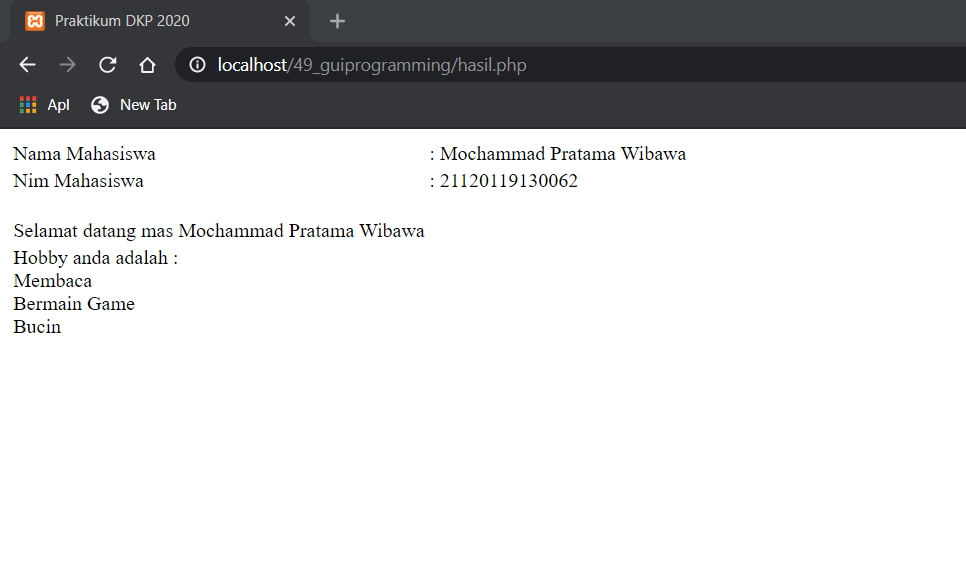 Praktikum DKP 2020
localhost/49_guiprogramming/hasil.php
Apl New Tab
Nama Mahasiswa : Mochammad Pratama Wibawa
Nim Mahasiswa : 21120119130062
Selamat datang mas Mochammad Pratama Wibawa
Hobby anda adalah :
Membaca
Bermain Game
Bucin